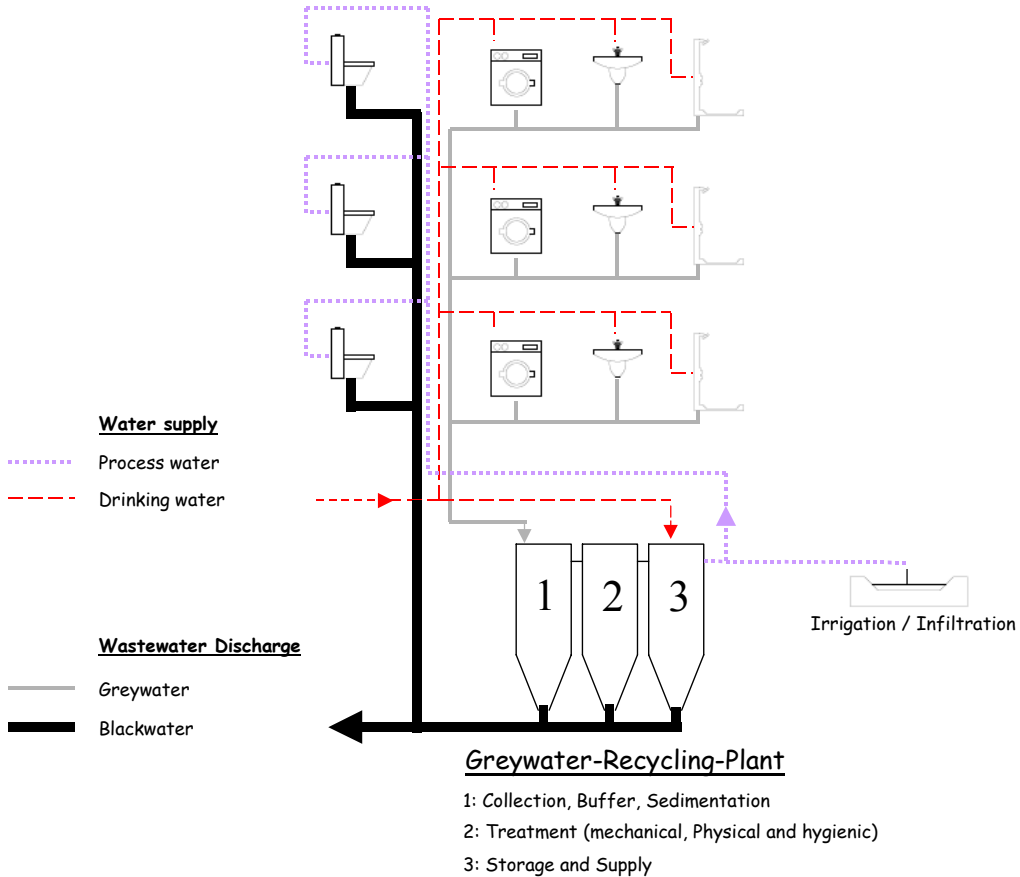 Water supply
Process water
Drinking water
1
2
3
Irrigation / Infiltration
Wastewater Discharge
Greywater
Blackwater
Greywater-Recycling-Plant
1: Collection, Buffer, Sedimentation
2: Treatment (mechanical, Physical and hygienic)
3: Storage and Supply